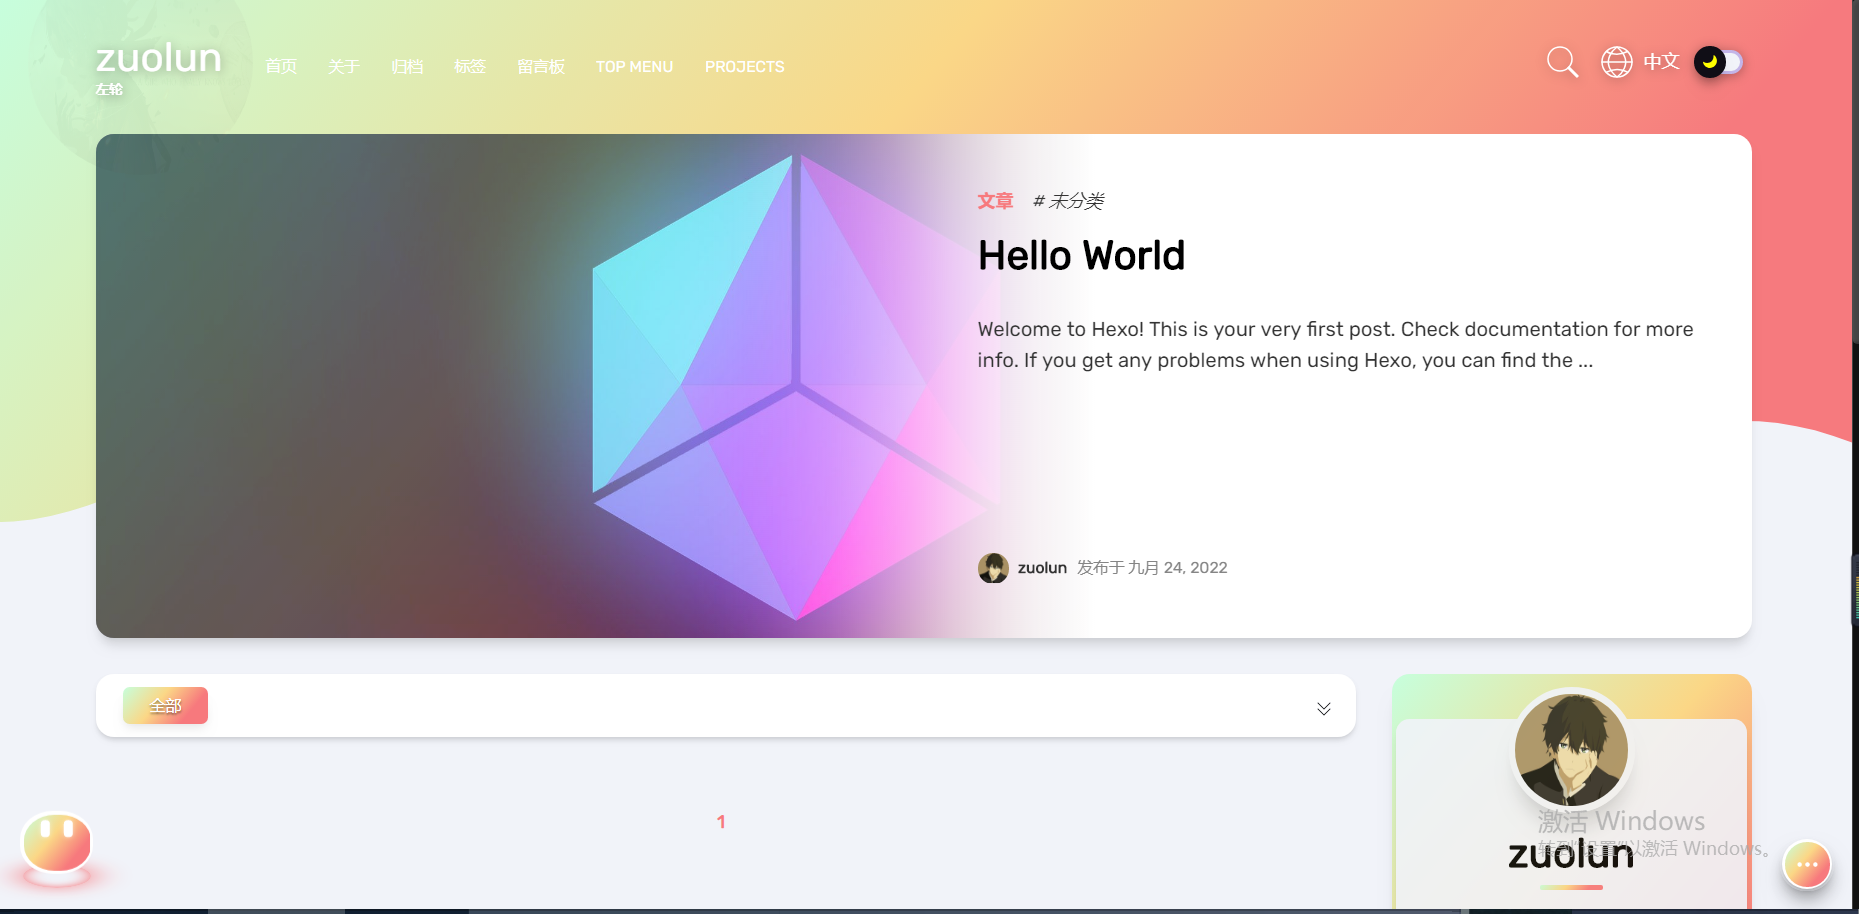 zuolun
左轮
首页 关于 归档 标签 留言板 TOP MENU PROJECTS
中文
文章 # 未分类
Hello World
Welcome to Hexo! This is your very first post. Check documentation for more
info. If you get any problems when using Hexo, you can find the ...
zuolun 发布于 九月 24, 2022
全部
1
激活 Windows
转到"设置"以激活 Windows。
zuolun